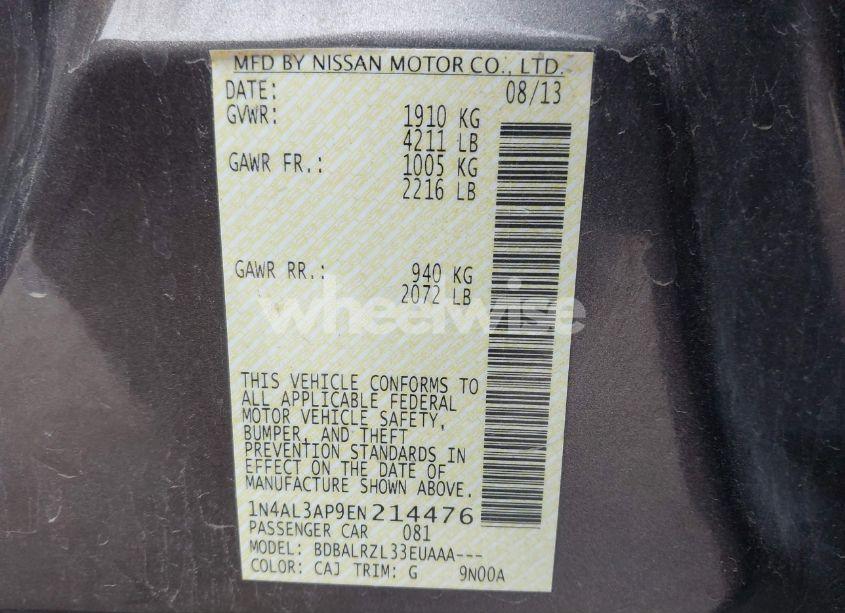 MFD BY NISSAN MOTOR CO., LTD.
DATE: 08/13
GVWR: 1910 KG
4211 LB
GAWR FR.: 1005 KG
2216 LB
GAWR RR.: 940 KG
2072 LB
wheelwise
THIS VEHICLE CONFORMS TO
ALL APPLICABLE FEDERAL
MOTOR VEHICLE SAFETY,
BUMPER, AND THEFT
PREVENTION STANDARDS IN
EFFECT ON THE DATE OF
MANUFACTURE SHOWN ABOVE.
1N4AL3AP9EN214476
PASSENGER CAR 081
MODEL: BDBALRZL33EUAAA---
COLOR: CAJ TRIM: G 9N00A